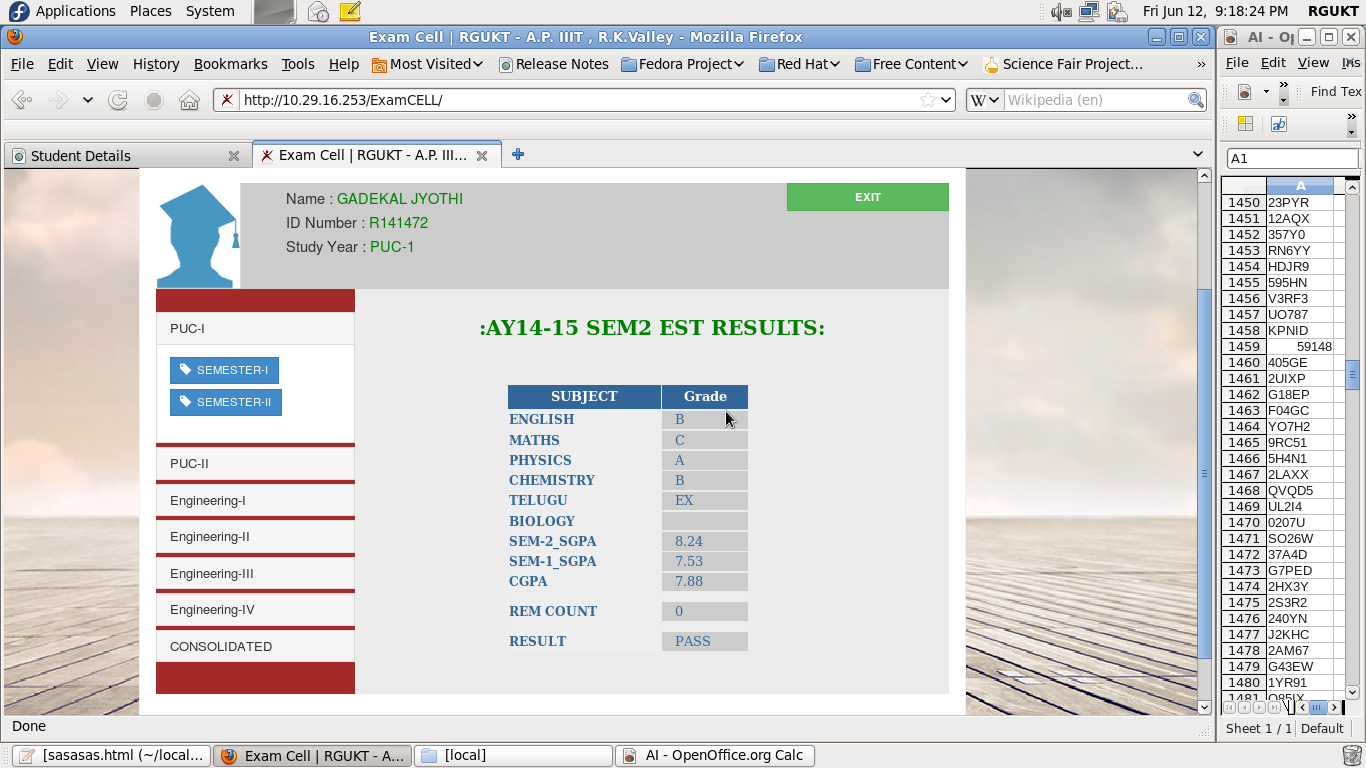 Applications Places System Fri Jun 12, 9:18:24 PM RGUKT
Exam Cell | RGUKT - A.P. IIIT , R.K.Valley - Mozilla Firefox
File Edit View History Bookmarks Tools Help Most Visited Release Notes Fedora Project Red Hat Free Content Science Fair Project... »
http://10.29.16.253/ExamCELL/
W Wikipedia (en)
Student Details
Exam Cell | RGUKT - A.P. III...
Name : GADEKAL JYOTHI
ID Number : R141472
Study Year : PUC-1
EXIT
PUC-I
SEMESTER-I
SEMESTER-II
PUC-II
Engineering-I
Engineering-II
Engineering-III
Engineering-IV
CONSOLIDATED
:AY14-15 SEM2 EST RESULTS:
SUBJECT Grade
ENGLISH B
MATHS C
PHYSICS A
CHEMISTRY B
TELUGU EX
BIOLOGY
SEM-2_SGPA 8.24
SEM-1_SGPA 7.53
CGPA 7.88
REM COUNT 0
RESULT PASS
Done
AI - Op
File Edit View Ins
Find Tex
A1
A
1450 23PYR
1451 12AQX
1452 357Y0
1453 RN6YY
1454 HDJR9
1455 595HN
1456 V3RF3
1457 UO787
1458 KPNID
1459 59148
1460 405GE
1461 2UIXP
1462 G18EP
1463 F04GC
1464 YO7H2
1465 9RC51
1466 5H4N1
1467 2LAXX
1468 QVQD5
1469 UL2I4
1470 0207U
1471 SO26W
1472 37A4D
1473 G7PED
1474 2HX3Y
1475 2S3R2
1476 240YN
1477 J2KHC
1478 2AM67
1479 G43EW
1480 1YR91
1481 O85IX
Sheet 1 / 1 Default
[sasasas.html (~/local... Exam Cell | RGUKT - A... [local] AI - OpenOffice.org Calc